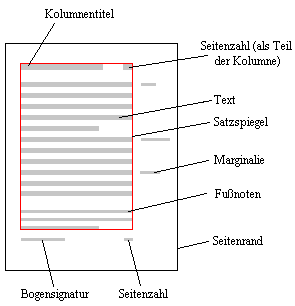 Kolumnentitel
Seitenzahl (als Teil
der Kolumne)
Text
Satzspiegel
Marginalie
Fußnoten
Seitenrand
Bogensignatur
Seitenzahl